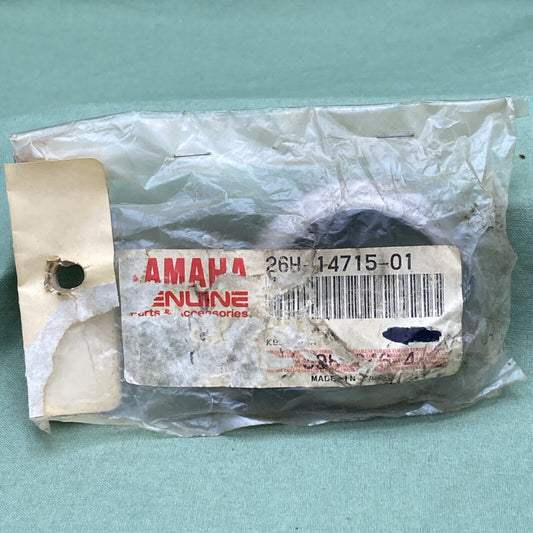 YAMAHA
GENUINE
Parts & Accessories
26H-14715-01
MADE IN